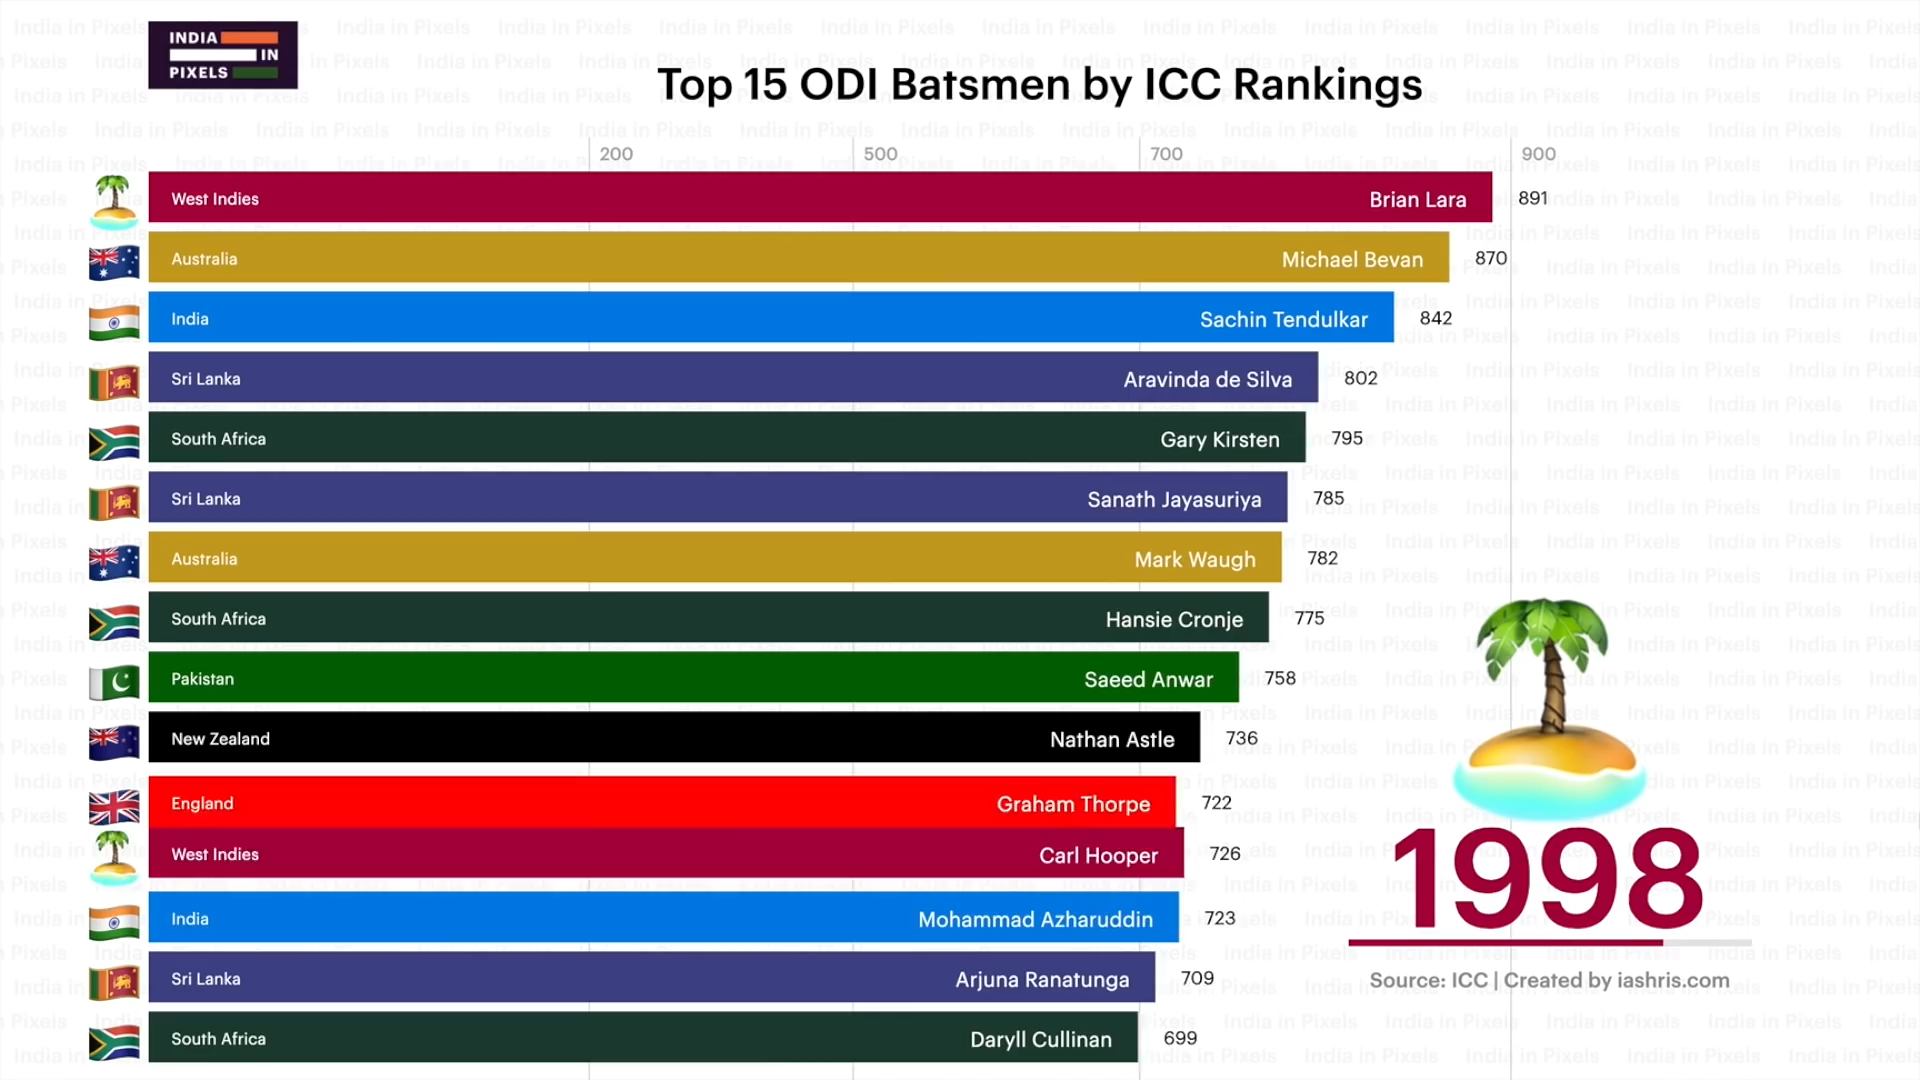 INDIA
IN
PIXELS
Top 15 ODI Batsmen by ICC Rankings
200 500 700 900
West Indies Brian Lara 891
Australia Michael Bevan 870
India Sachin Tendulkar 842
Sri Lanka Aravinda de Silva 802
South Africa Gary Kirsten 795
Sri Lanka Sanath Jayasuriya 785
Australia Mark Waugh 782
South Africa Hansie Cronje 775
Pakistan Saeed Anwar 758
New Zealand Nathan Astle 736
England Graham Thorpe 722
West Indies Carl Hooper 726
India Mohammad Azharuddin 723
Sri Lanka Arjuna Ranatunga 709
South Africa Daryll Cullinan 699
1998
Source: ICC | Created by iashris.com
India in Pixels